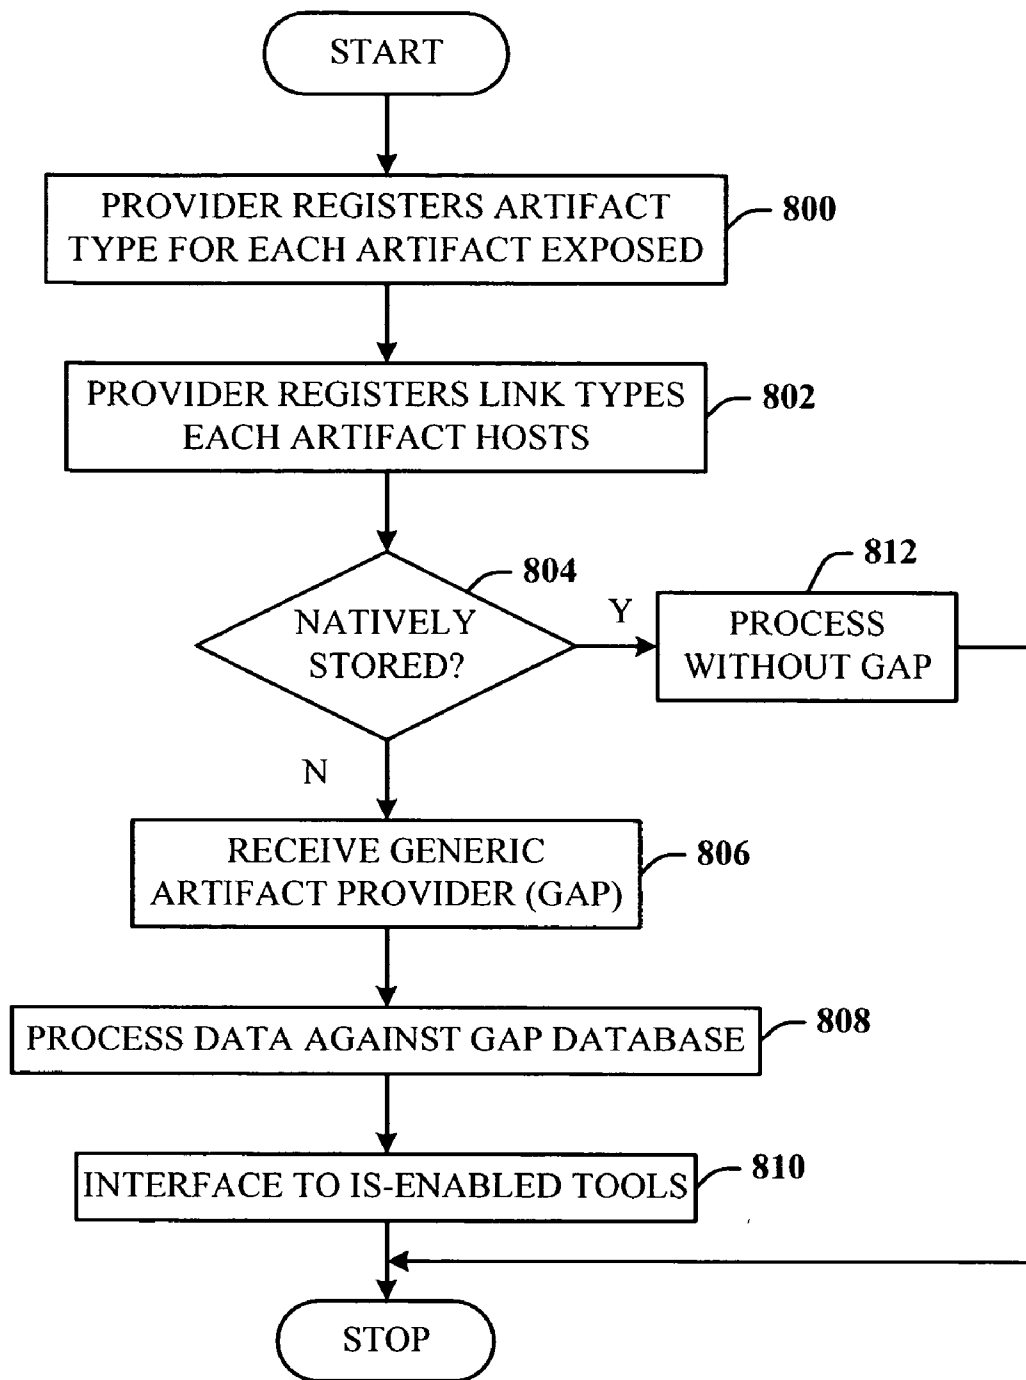 START
PROVIDER REGISTERS ARTIFACT
TYPE FOR EACH ARTIFACT EXPOSED
800
PROVIDER REGISTERS LINK TYPES
EACH ARTIFACT HOSTS
802
NATIVELY
STORED?
804
Y
PROCESS
WITHOUT GAP
812
N
RECEIVE GENERIC
ARTIFACT PROVIDER (GAP)
806
PROCESS DATA AGAINST GAP DATABASE
808
INTERFACE TO IS-ENABLED TOOLS
810
STOP